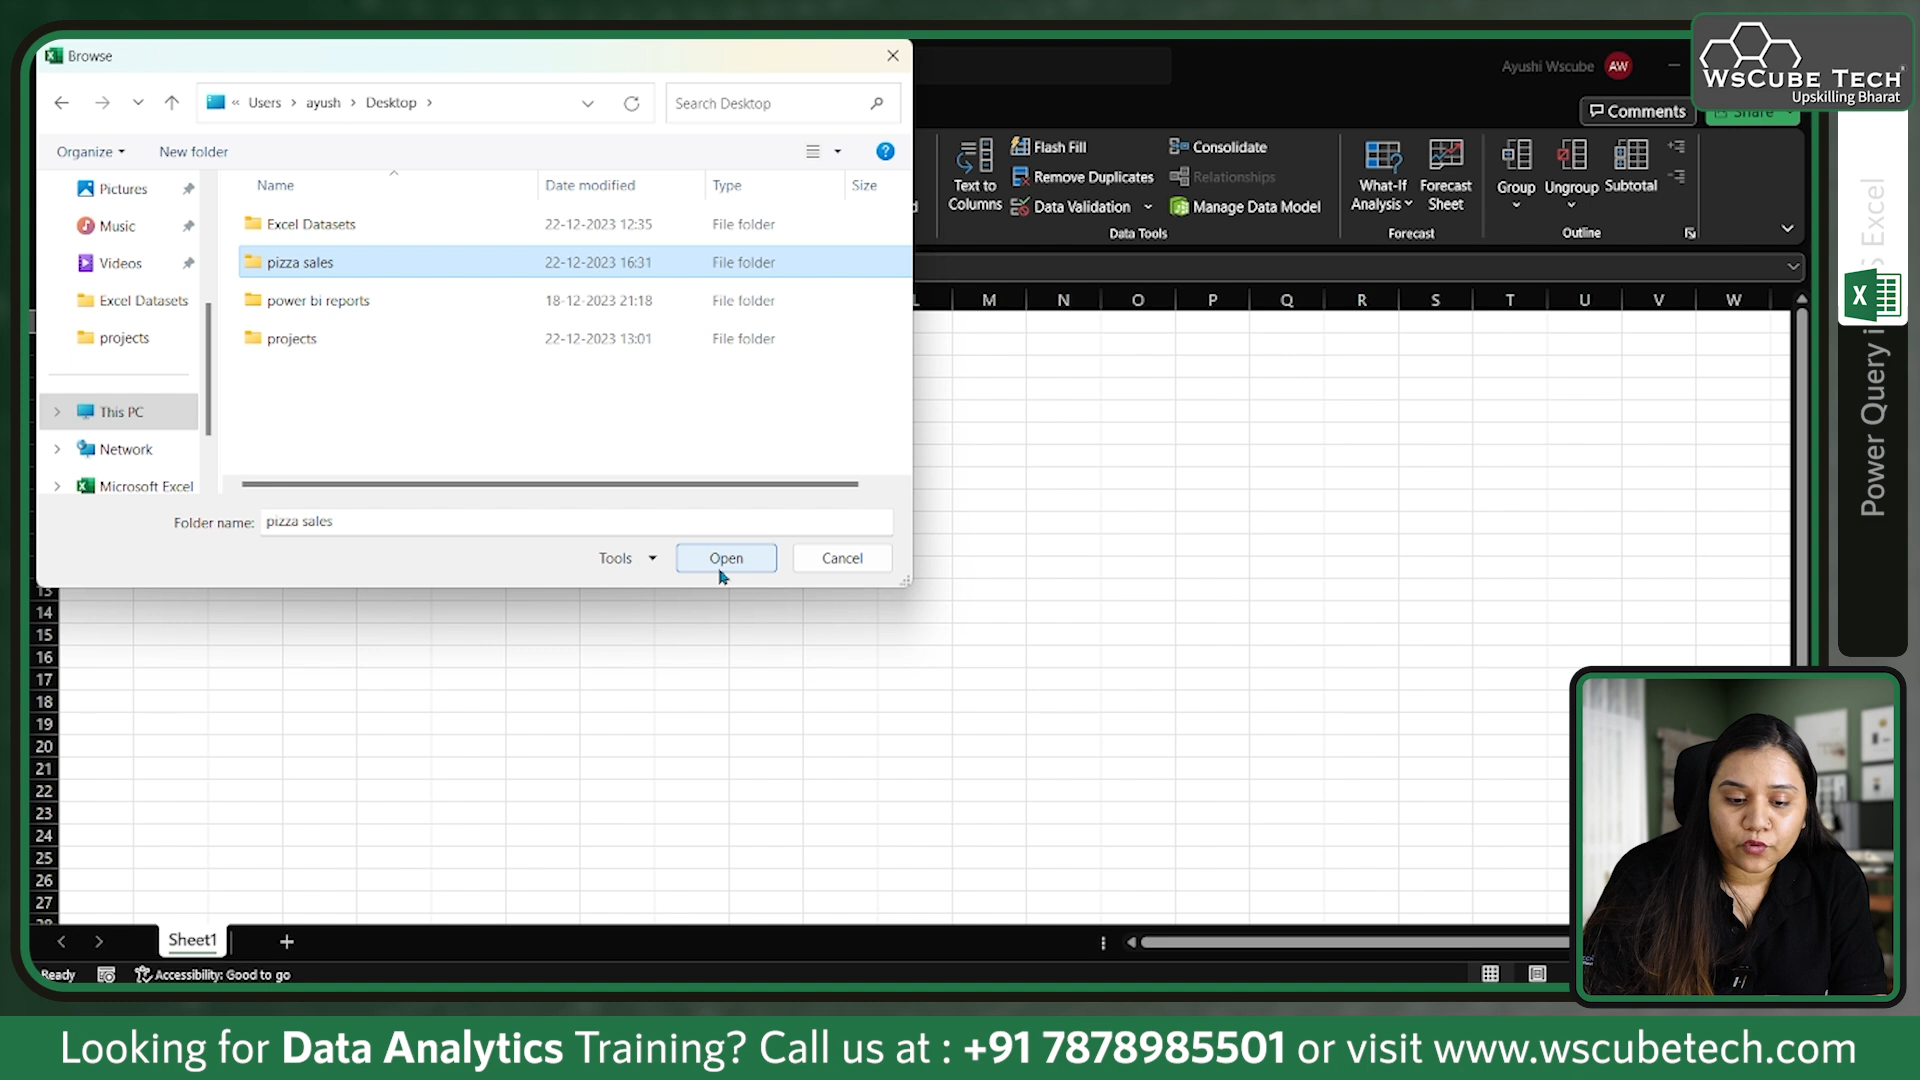 Browse
« Users › ayush › Desktop ›
Search Desktop
Organize
New folder
Name
Date modified
Type
Size
Pictures
Music
Videos
Excel Datasets
projects
This PC
Network
Microsoft Excel
Excel Datasets 22-12-2023 12:35 File folder
pizza sales 22-12-2023 16:31 File folder
power bi reports 18-12-2023 21:18 File folder
projects 22-12-2023 13:01 File folder
Folder name: pizza sales
Tools
Open
Cancel
Ayushi Wscube AW
Comments
Share
WsCube Tech
Upskilling Bharat
Text to Columns
Flash Fill
Remove Duplicates
Data Validation
Consolidate
Relationships
Manage Data Model
Data Tools
What-If Analysis
Forecast Sheet
Forecast
Group
Ungroup
Subtotal
Outline
L M N O P Q R S T U V W
13
14
15
16
17
18
19
20
21
22
23
24
25
26
27
28
Sheet1
Ready
Accessibility: Good to go
Power Query i
S Excel
Looking for Data Analytics Training? Call us at : +91 7878985501 or visit www.wscubetech.com